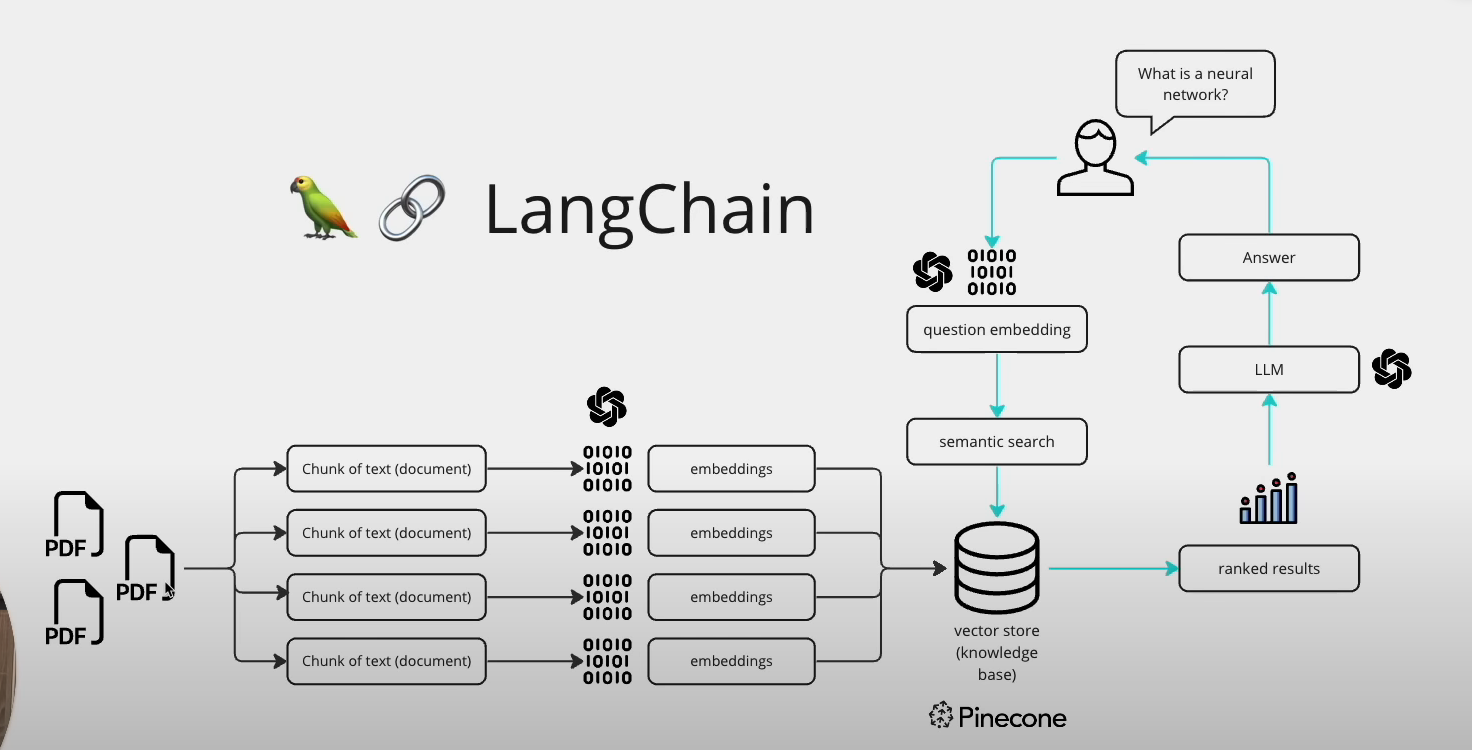 What is a neural
network?
LangChain
01010
10101
01010
Answer
question embedding
LLM
semantic search
Chunk of text (document)
01010
10101
01010
embeddings
PDF
Chunk of text (document)
01010
10101
01010
embeddings
PDF
ranked results
Chunk of text (document)
01010
10101
01010
embeddings
PDF
vector store
(knowledge
base)
Chunk of text (document)
01010
10101
01010
embeddings
Pinecone